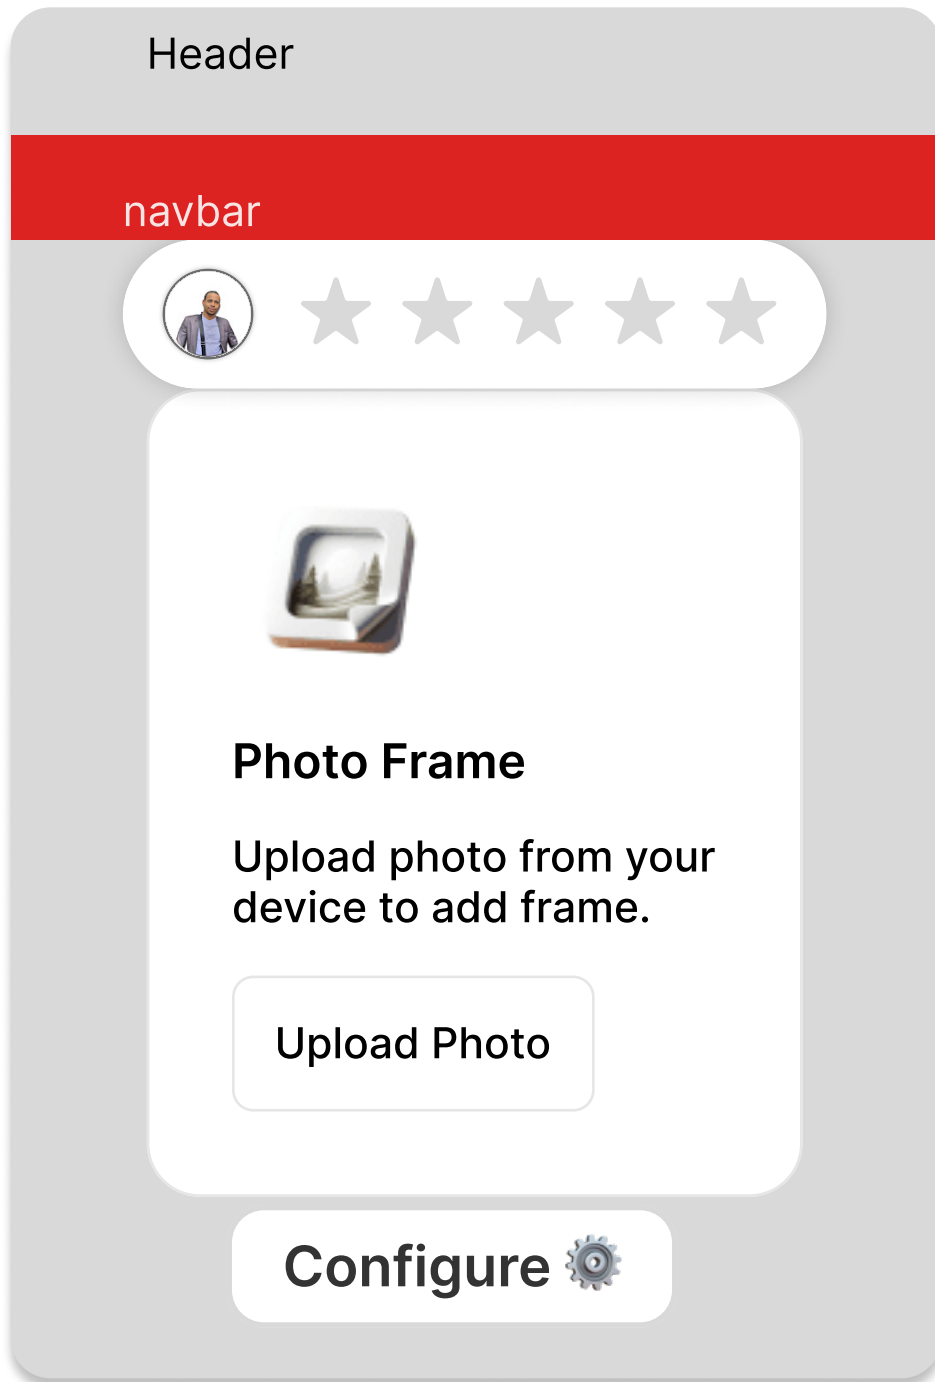 Header
navbar
Photo Frame
Upload photo from your
device to add frame.
Upload Photo
Configure